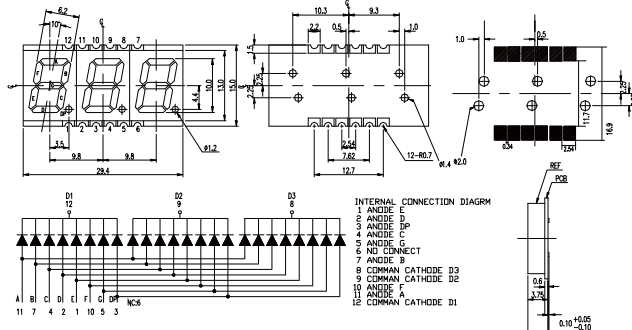 6.2
10°
12 11 10 9 8 7
A
F B
G
E C
D
DP
1 2 3 4 5 6
4.4
10.0
13.0
15.0
ø1.2
3.5
9.8 9.8
29.4
10.3 9.3
2.2 0.5 1.0
1.5
2.25
2.25
2.54
7.62
12.7
12-R0.7
ø1.4
1.0 0.5
ø2.0
0.34
2.54
11.7
16.9
2.25
REF
PCB
0.6
3.75
0.10 +0.05
-0.10
D1 D2 D3
12 9 8
A B C D E F G DP
11 7 4 2 1 10 5 3
NC:6
INTERNAL CONNECTION DIAGRM
1 ANODE E
2 ANODE D
3 ANODE DP
4 ANODE C
5 ANODE G
6 NO CONNECT
7 ANODE B
8 COMMAN CATHODE D3
9 COMMAN CATHODE D2
10 ANODE F
11 ANODE A
12 COMMAN CATHODE D1